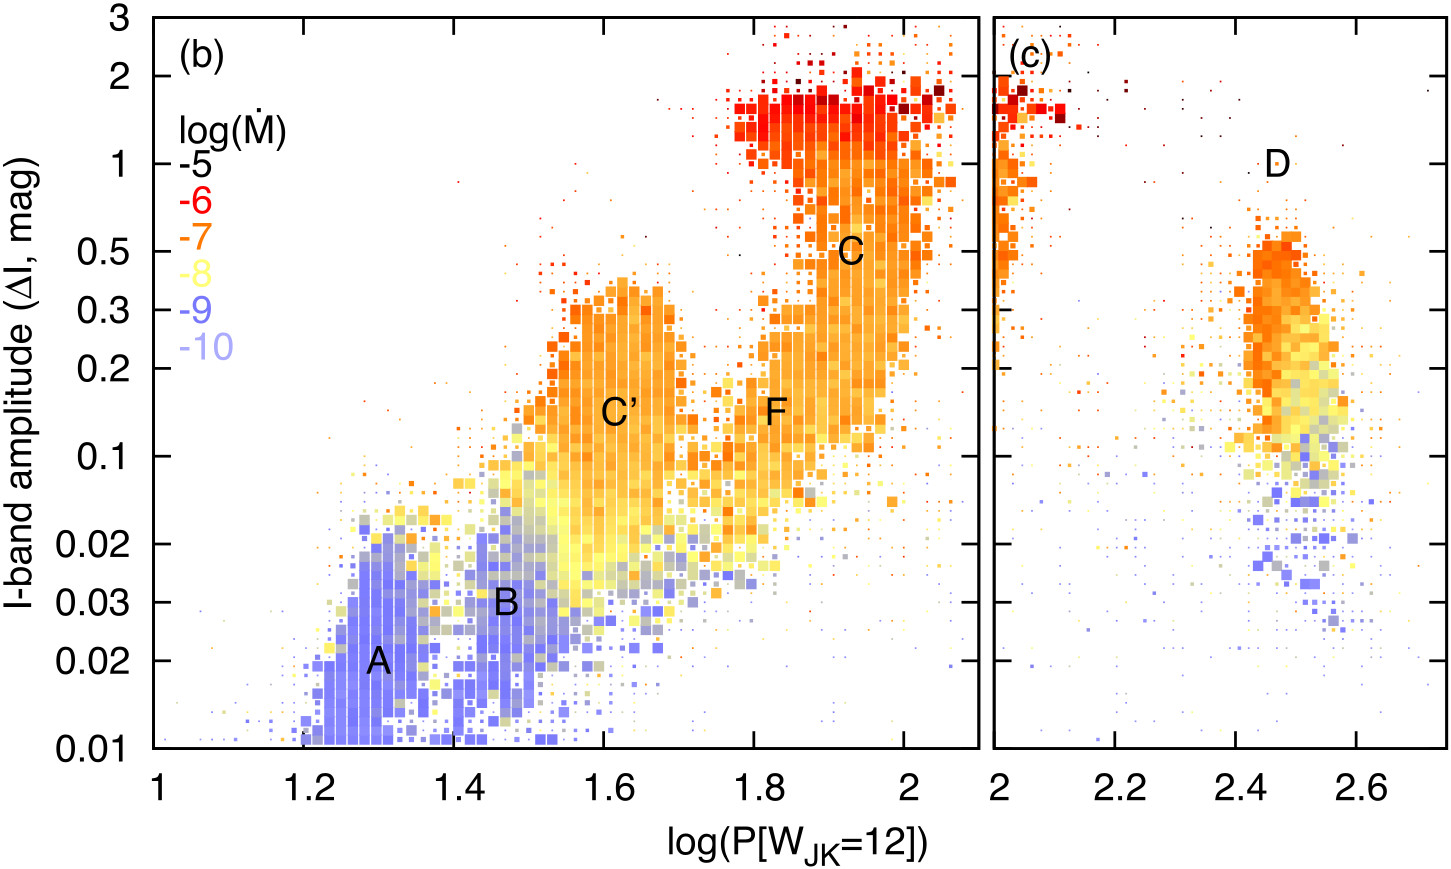 (b)
(c)
log(Ṁ)
-5
-6
-7
-8
-9
-10
3
2
1
0.5
0.3
0.2
0.1
0.02
0.03
0.02
0.01
I-band amplitude (ΔI, mag)
A
B
C'
F
C
D
1 1.2 1.4 1.6 1.8 2 2 2.2 2.4 2.6
log(P[W_JK=12])